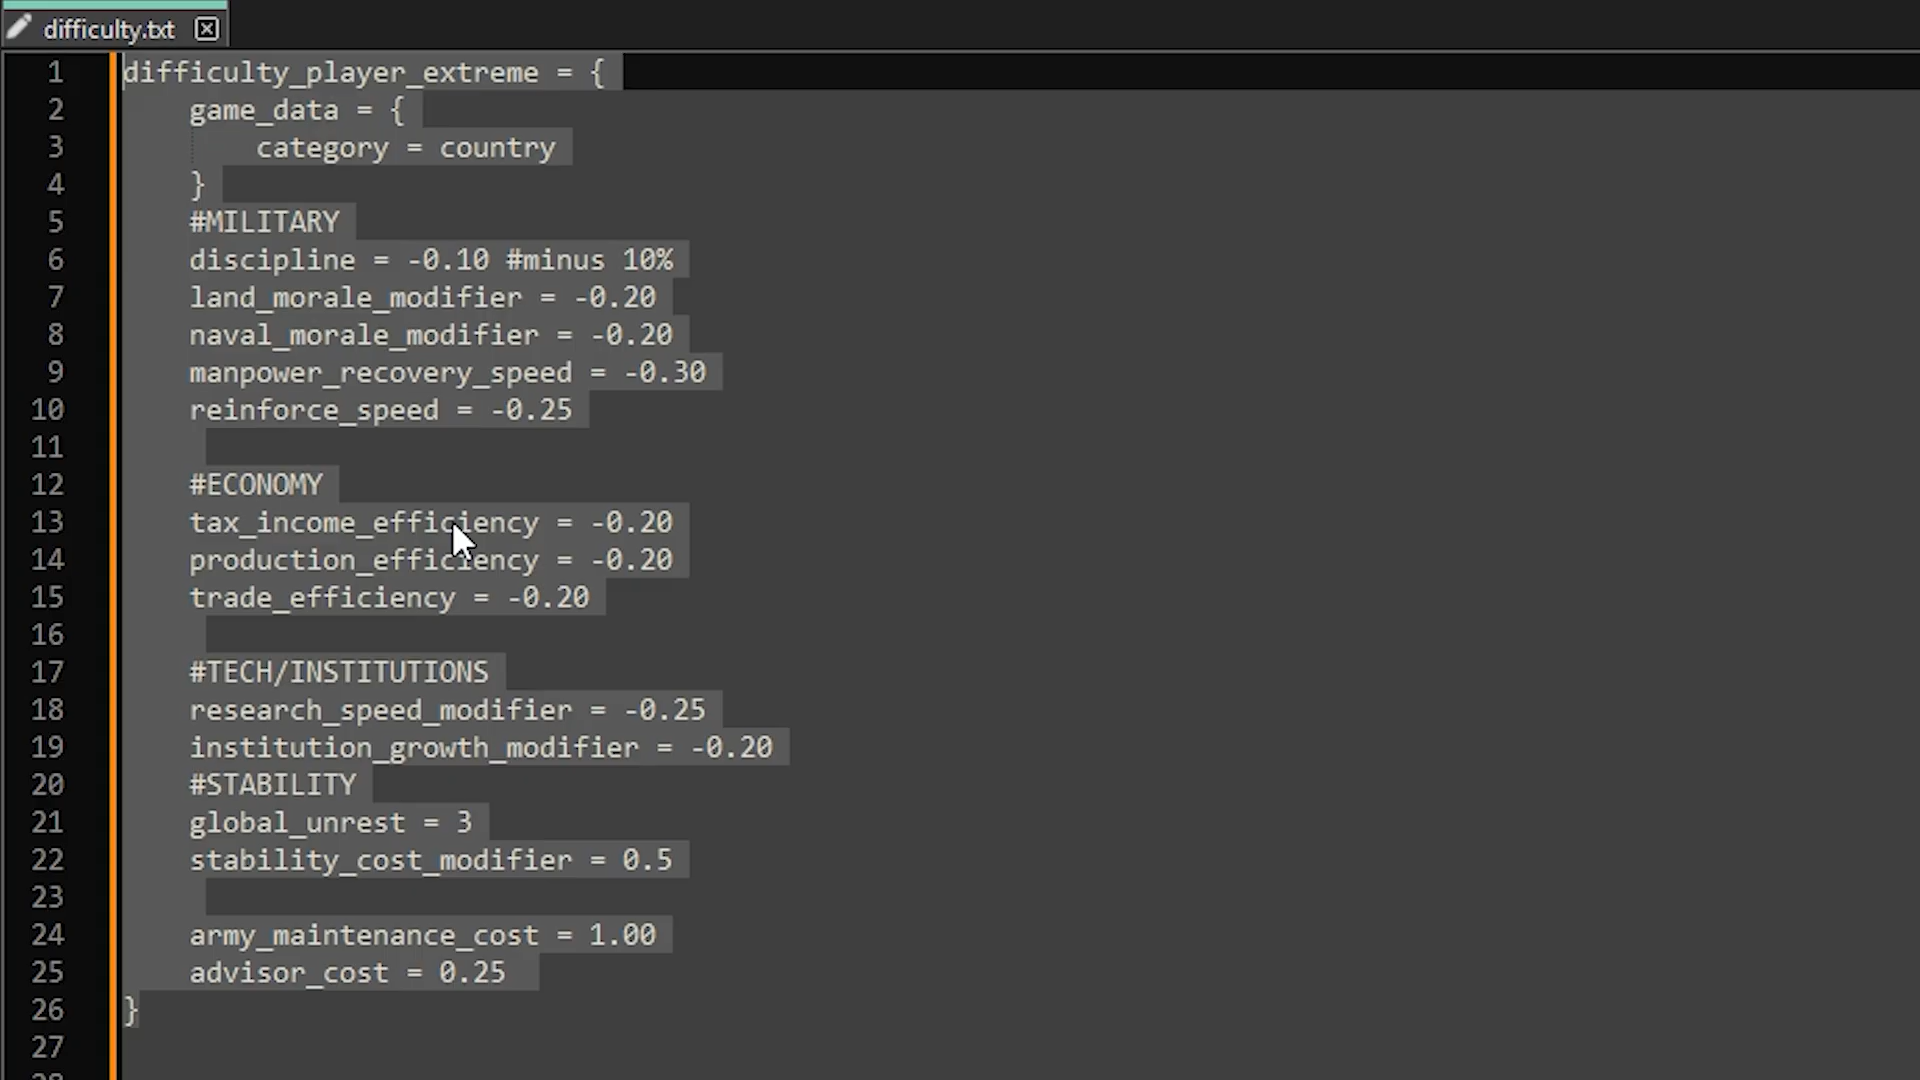 difficulty.txt
1 difficulty_player_extreme = {
2 game_data = {
3 category = country
4 }
5 #MILITARY
6 discipline = -0.10 #minus 10%
7 land_morale_modifier = -0.20
8 naval_morale_modifier = -0.20
9 manpower_recovery_speed = -0.30
10 reinforce_speed = -0.25
11
12 #ECONOMY
13 tax_income_efficiency = -0.20
14 production_efficiency = -0.20
15 trade_efficiency = -0.20
16
17 #TECH/INSTITUTIONS
18 research_speed_modifier = -0.25
19 institution_growth_modifier = -0.20
20 #STABILITY
21 global_unrest = 3
22 stability_cost_modifier = 0.5
23
24 army_maintenance_cost = 1.00
25 advisor_cost = 0.25
26 }
27